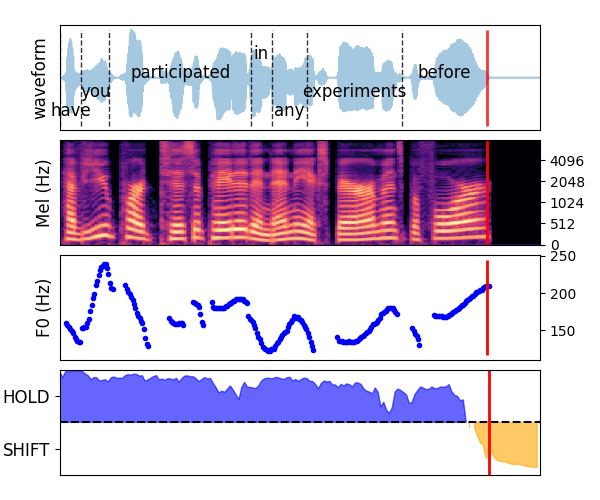 waveform
in
participated
before
you
experiments
have
any
Mel (Hz)
4096
2048
1024
512
0
F0 (Hz)
250
200
150
HOLD
SHIFT